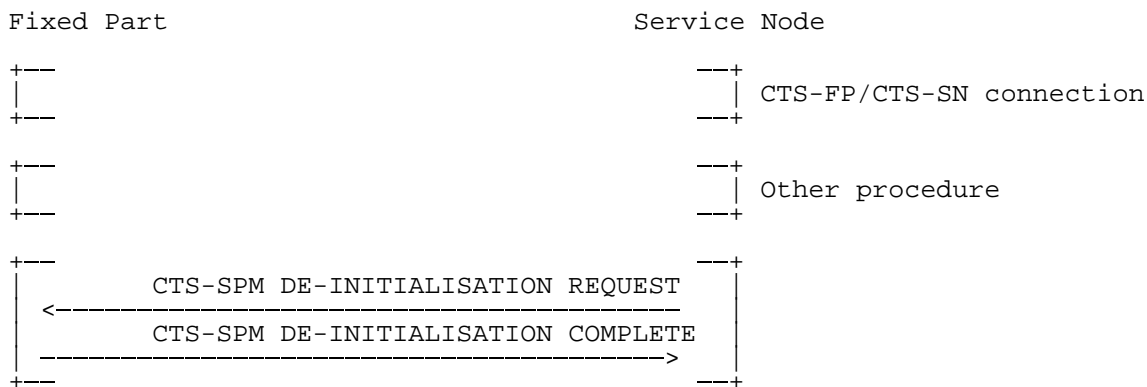 Fixed Part Service Node
CTS-FP/CTS-SN connection
Other procedure
CTS-SPM DE-INITIALISATION REQUEST
CTS-SPM DE-INITIALISATION COMPLETE